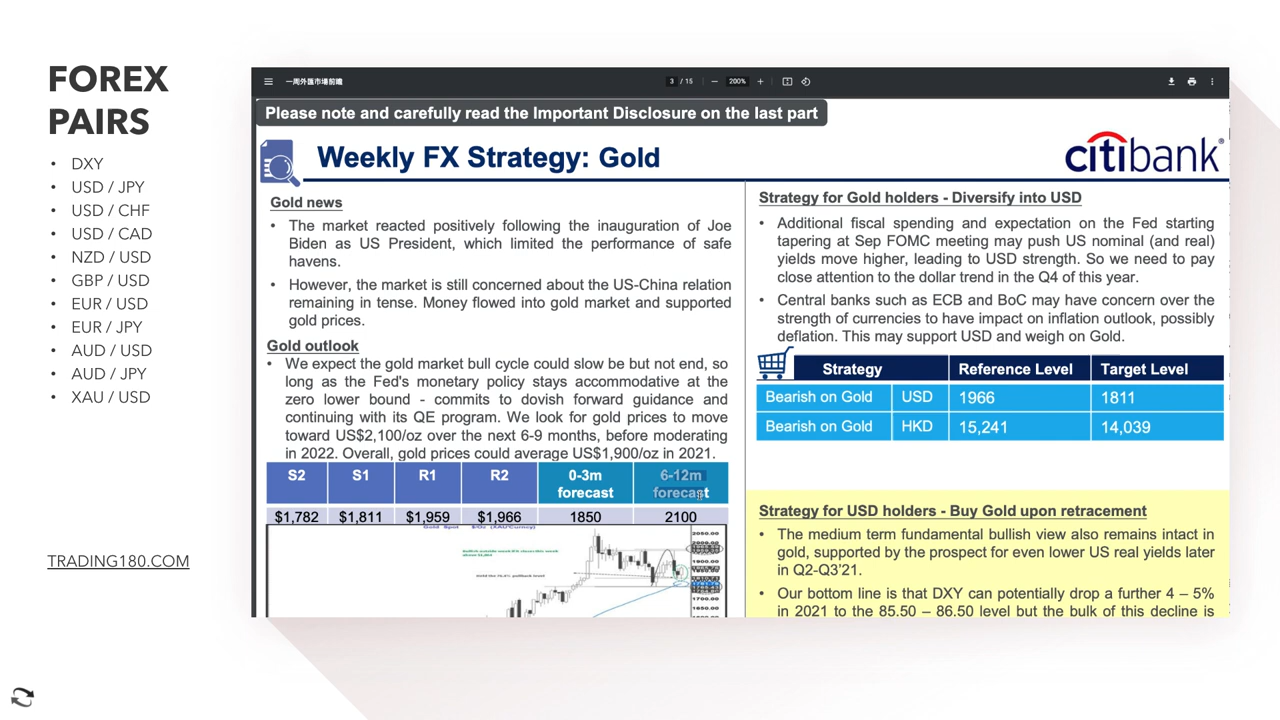 FOREX
PAIRS
• DXY
• USD / JPY
• USD / CHF
• USD / CAD
• NZD / USD
• GBP / USD
• EUR / USD
• EUR / JPY
• AUD / USD
• AUD / JPY
• XAU / USD
TRADING180.COM
一周外匯市場前瞻
3 / 15
200%
Please note and carefully read the Important Disclosure on the last part
Weekly FX Strategy: Gold
citibank®
Gold news
• The market reacted positively following the inauguration of Joe
Biden as US President, which limited the performance of safe
havens.
• However, the market is still concerned about the US-China relation
remaining in tense. Money flowed into gold market and supported
gold prices.
Gold outlook
• We expect the gold market bull cycle could slow be but not end, so
long as the Fed's monetary policy stays accommodative at the
zero lower bound - commits to dovish forward guidance and
continuing with its QE program. We look for gold prices to move
toward US$2,100/oz over the next 6-9 months, before moderating
in 2022. Overall, gold prices could average US$1,900/oz in 2021.
S2 S1 R1 R2 0-3m forecast 6-12m forecast
$1,782 $1,811 $1,959 $1,966 1850 2100
Gold Spot $/Oz (XAU'Curncy)
2050.00
1900.00
1700.00
1650.00
Strategy for Gold holders - Diversify into USD
• Additional fiscal spending and expectation on the Fed starting
tapering at Sep FOMC meeting may push US nominal (and real)
yields move higher, leading to USD strength. So we need to pay
close attention to the dollar trend in the Q4 of this year.
• Central banks such as ECB and BoC may have concern over the
strength of currencies to have impact on inflation outlook, possibly
deflation. This may support USD and weigh on Gold.
Strategy Reference Level Target Level
Bearish on Gold USD 1966 1811
Bearish on Gold HKD 15,241 14,039
Strategy for USD holders - Buy Gold upon retracement
• The medium term fundamental bullish view also remains intact in
gold, supported by the prospect for even lower US real yields later
in Q2-Q3'21.
• Our bottom line is that DXY can potentially drop a further 4 – 5%
in 2021 to the 85.50 – 86.50 level but the bulk of this decline is